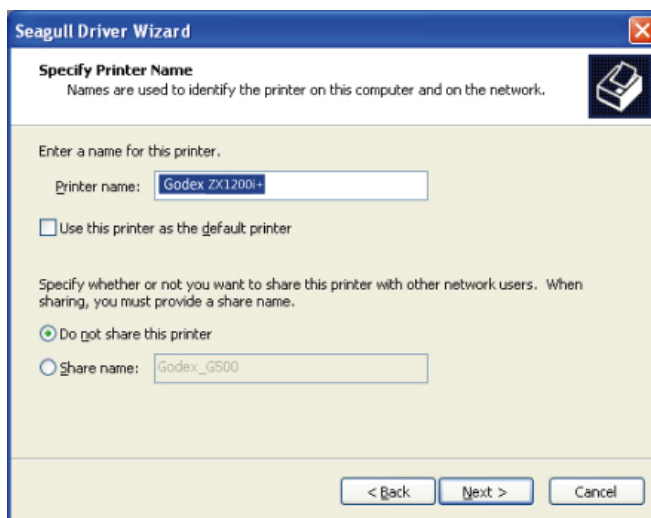 Seagull Driver Wizard
Specify Printer Name
Names are used to identify the printer on this computer and on the network.
Enter a name for this printer.
Printer name: Godex ZX1200i+
Use this printer as the default printer
Specify whether or not you want to share this printer with other network users. When
sharing, you must provide a share name.
Do not share this printer
Share name: Godex_G500
< Back Next > Cancel